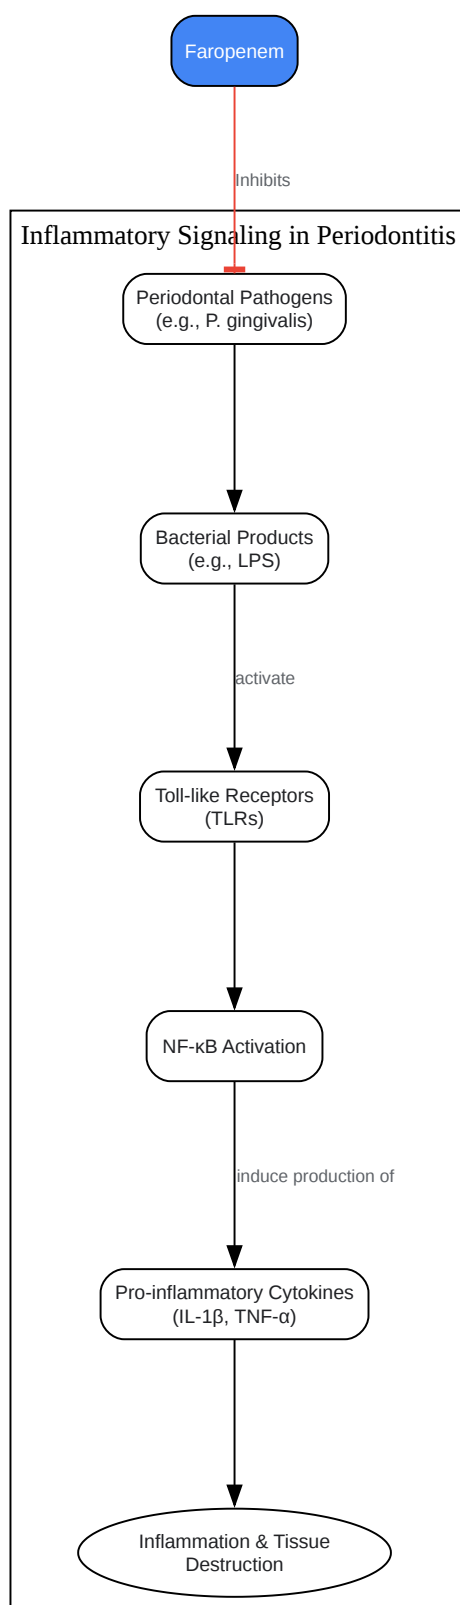 Faropenem
Inhibits
Inflammatory Signaling in Periodontitis
Periodontal Pathogens
(e.g., P. gingivalis)
Bacterial Products
(e.g., LPS)
activate
Toll-like Receptors
(TLRs)
NF-κB Activation
induce production of
Pro-inflammatory Cytokines
(IL-1β, TNF-α)
Inflammation & Tissue
Destruction